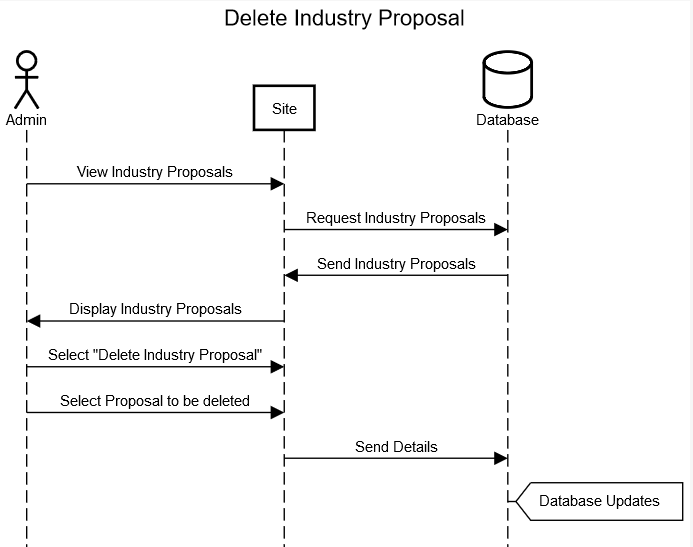 Delete Industry Proposal
Admin
Site
Database
View Industry Proposals
Request Industry Proposals
Send Industry Proposals
Display Industry Proposals
Select "Delete Industry Proposal"
Select Proposal to be deleted
Send Details
Database Updates